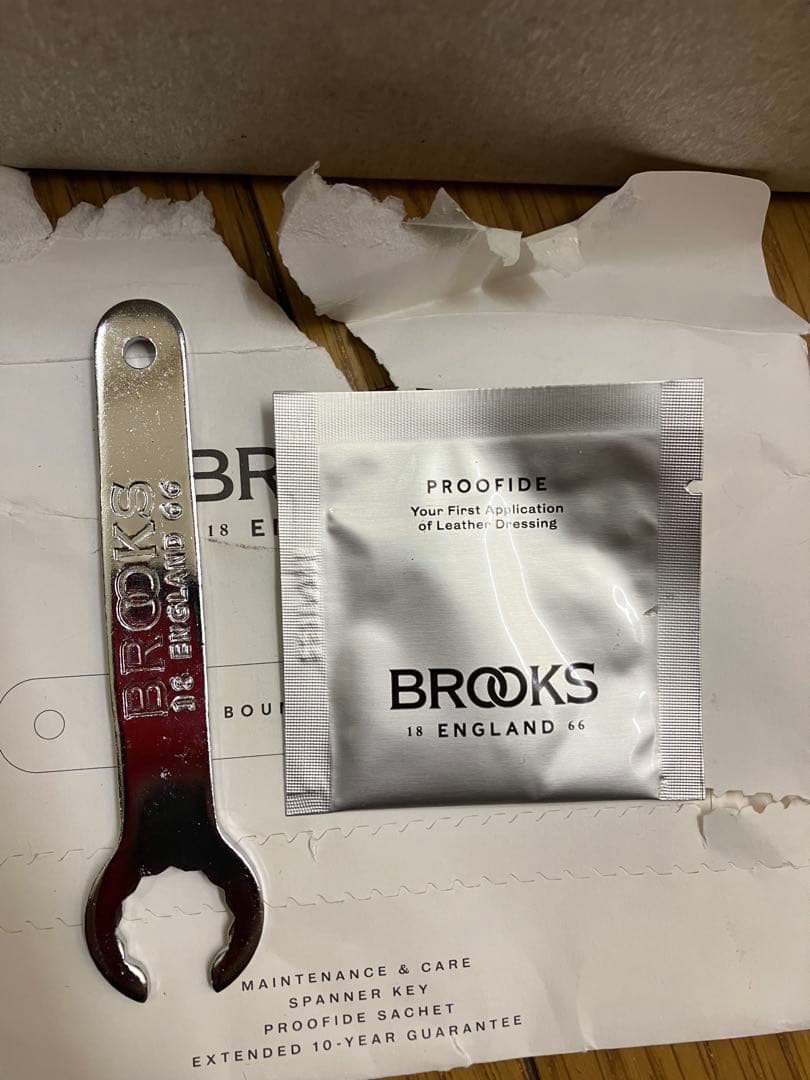 BROOKS
18 ENGLAND 66
BR
18 E
BOU
PROOFIDE
Your First Application
of Leather Dressing
BROOKS
18 ENGLAND 66
MAINTENANCE & CARE
SPANNER KEY
PROOFIDE SACHET
EXTENDED 10-YEAR GUARANTEE